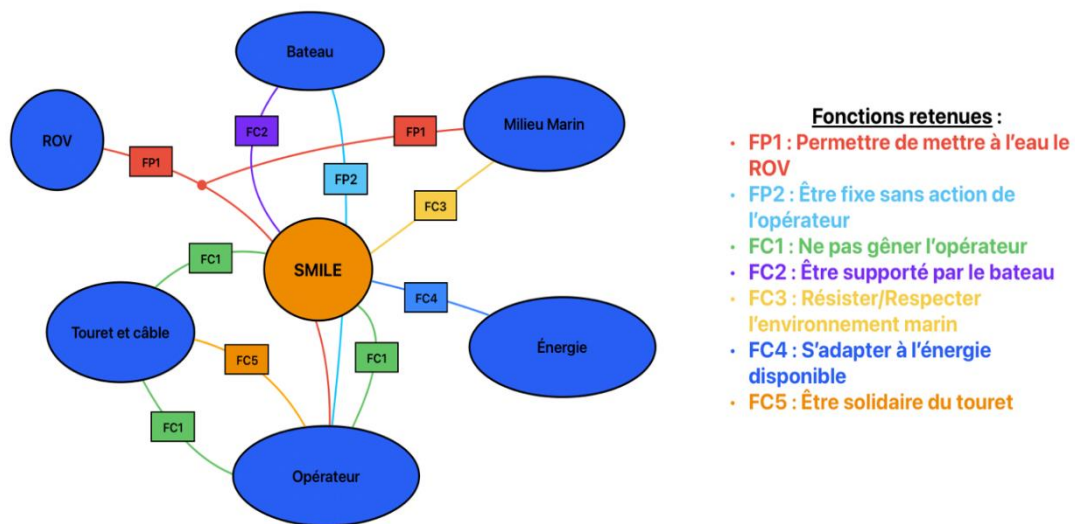 Bateau
ROV
FP1
FC2
FP1
Milieu Marin
FP2
FC3
FC1
SMILE
FC4
Touret et câble
FC5
FC1
Énergie
FC1
Opérateur
Fonctions retenues :
• FP1 : Permettre de mettre à l'eau le
ROV
• FP2 : Être fixe sans action de
l'opérateur
• FC1 : Ne pas gêner l'opérateur
• FC2 : Être supporté par le bateau
• FC3 : Résister/Respecter
l'environnement marin
• FC4 : S'adapter à l'énergie
disponible
• FC5 : Être solidaire du touret